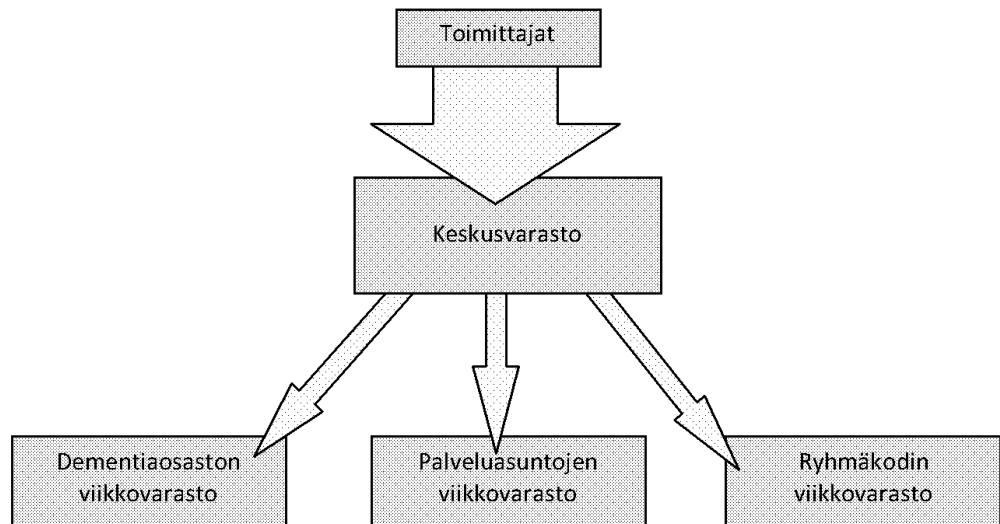 Toimittajat
Keskusvarasto
Dementiaosaston
viikkovarasto
Palveluasuntojen
viikkovarasto
Ryhmäkodin
viikkovarasto